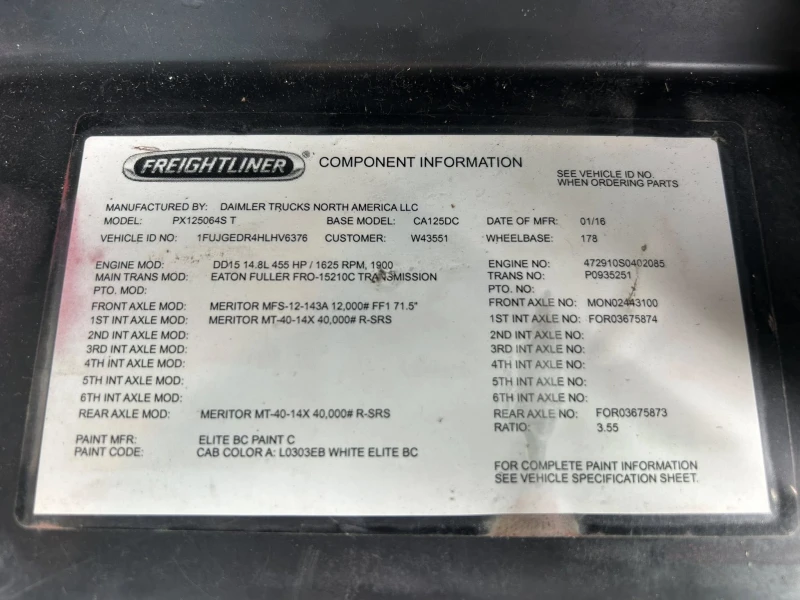 FREIGHTLINER COMPONENT INFORMATION
SEE VEHICLE ID NO.
WHEN ORDERING PARTS
MANUFACTURED BY: DAIMLER TRUCKS NORTH AMERICA LLC
MODEL: PX125064S T BASE MODEL: CA125DC DATE OF MFR: 01/16
VEHICLE ID NO: 1FUJGEDR4HLHV6376 CUSTOMER: W43551 WHEELBASE: 178
ENGINE MOD: DD15 14.8L 455 HP / 1625 RPM, 1900 ENGINE NO: 472910S0402085
MAIN TRANS MOD: EATON FULLER FRO-15210C TRANSMISSION TRANS NO: P0935251
PTO. MOD: PTO. NO:
FRONT AXLE MOD: MERITOR MFS-12-143A 12,000# FF1 71.5" FRONT AXLE NO: MON02443100
1ST INT AXLE MOD: MERITOR MT-40-14X 40,000# R-SRS 1ST INT AXLE NO: FOR03675874
2ND INT AXLE MOD: 2ND INT AXLE NO:
3RD INT AXLE MOD: 3RD INT AXLE NO:
4TH INT AXLE MOD: 4TH INT AXLE NO:
5TH INT AXLE MOD: 5TH INT AXLE NO:
6TH INT AXLE MOD: 6TH INT AXLE NO:
REAR AXLE MOD: MERITOR MT-40-14X 40,000# R-SRS REAR AXLE NO: FOR03675873
RATIO: 3.55
PAINT MFR: ELITE BC PAINT C
PAINT CODE: CAB COLOR A: L0303EB WHITE ELITE BC
FOR COMPLETE PAINT INFORMATION
SEE VEHICLE SPECIFICATION SHEET.